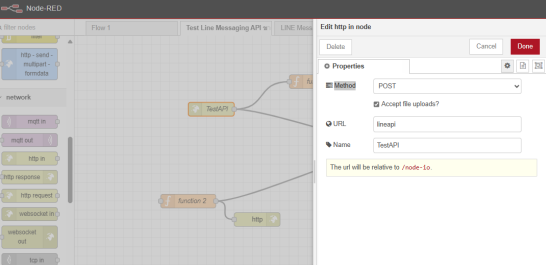 Node-RED
filter nodes
Flow 1
Test Line Messaging API
LINE Messa
http - send -
multipart -
formdata
network
mqtt in
mqtt out
http in
http response
http request
websocket in
websocket
out
tcp in
TestAPI
function 2
http
Edit http in node
Delete
Cancel
Done
Properties
Method
POST
Accept file uploads?
URL
lineapi
Name
TestAPI
The url will be relative to /node-io.